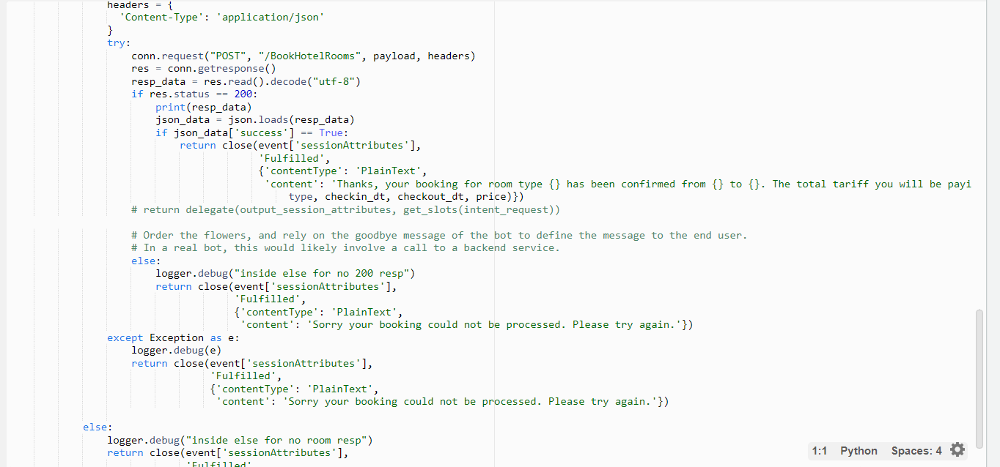 headers = {
'Content-Type': 'application/json'
}
try:
conn.request("POST", "/BookHotelRooms", payload, headers)
res = conn.getresponse()
resp_data = res.read().decode("utf-8")
if res.status == 200:
print(resp_data)
json_data = json.loads(resp_data)
if json_data['success'] == True:
return close(event['sessionAttributes'],
'Fulfilled',
{'contentType': 'PlainText',
'content': 'Thanks, your booking for room type {} has been confirmed from {} to {}. The total tariff you will be payi
type, checkin_dt, checkout_dt, price)})
# return delegate(output_session_attributes, get_slots(intent_request))
# Order the flowers, and rely on the goodbye message of the bot to define the message to the end user.
# In a real bot, this would likely involve a call to a backend service.
else:
logger.debug("inside else for no 200 resp")
return close(event['sessionAttributes'],
'Fulfilled',
{'contentType': 'PlainText',
'content': 'Sorry your booking could not be processed. Please try again.'})
except Exception as e:
logger.debug(e)
return close(event['sessionAttributes'],
'Fulfilled',
{'contentType': 'PlainText',
'content': 'Sorry your booking could not be processed. Please try again.'})
else:
logger.debug("inside else for no room resp")
return close(event['sessionAttributes'],
'Fulfilled'
1:1 Python Spaces: 4